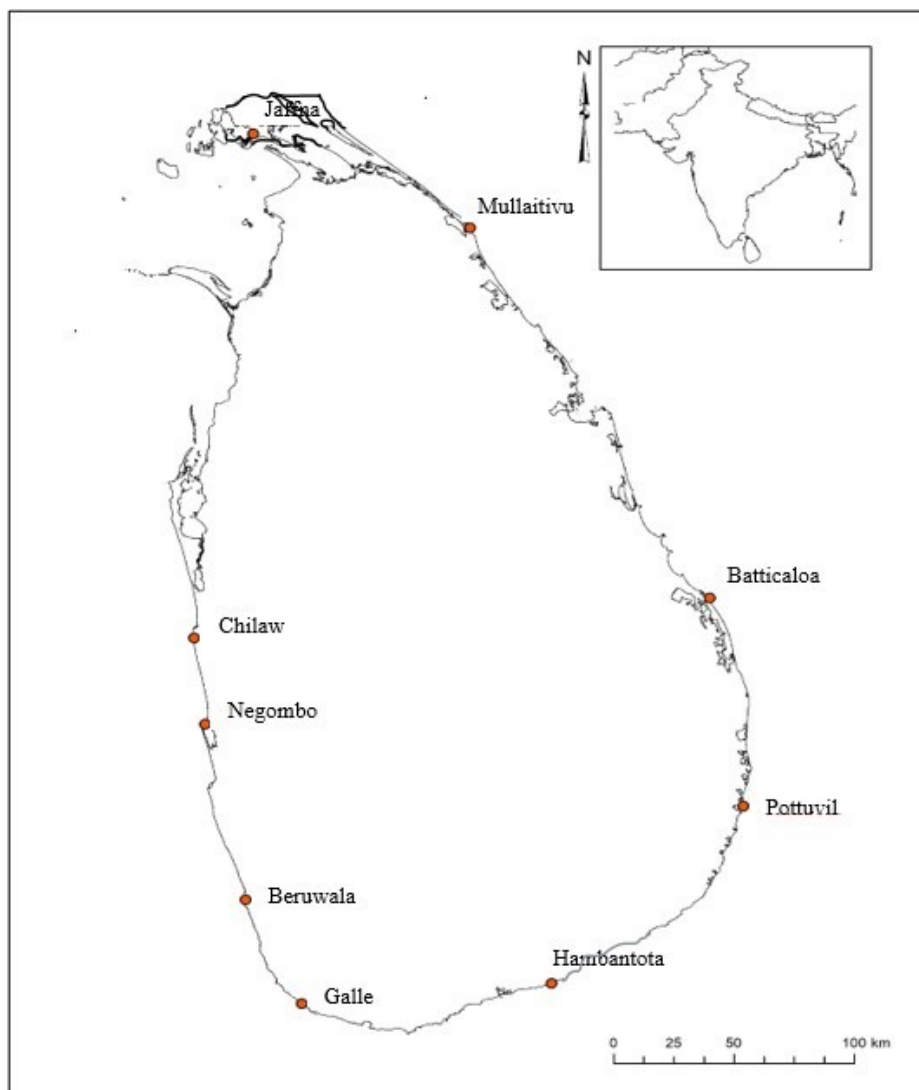 N
Jaffna
Mullaitivu
Batticaloa
Chilaw
Negombo
Pottuvil
Beruwala
Hambantota
Galle
0 25 50 100 km